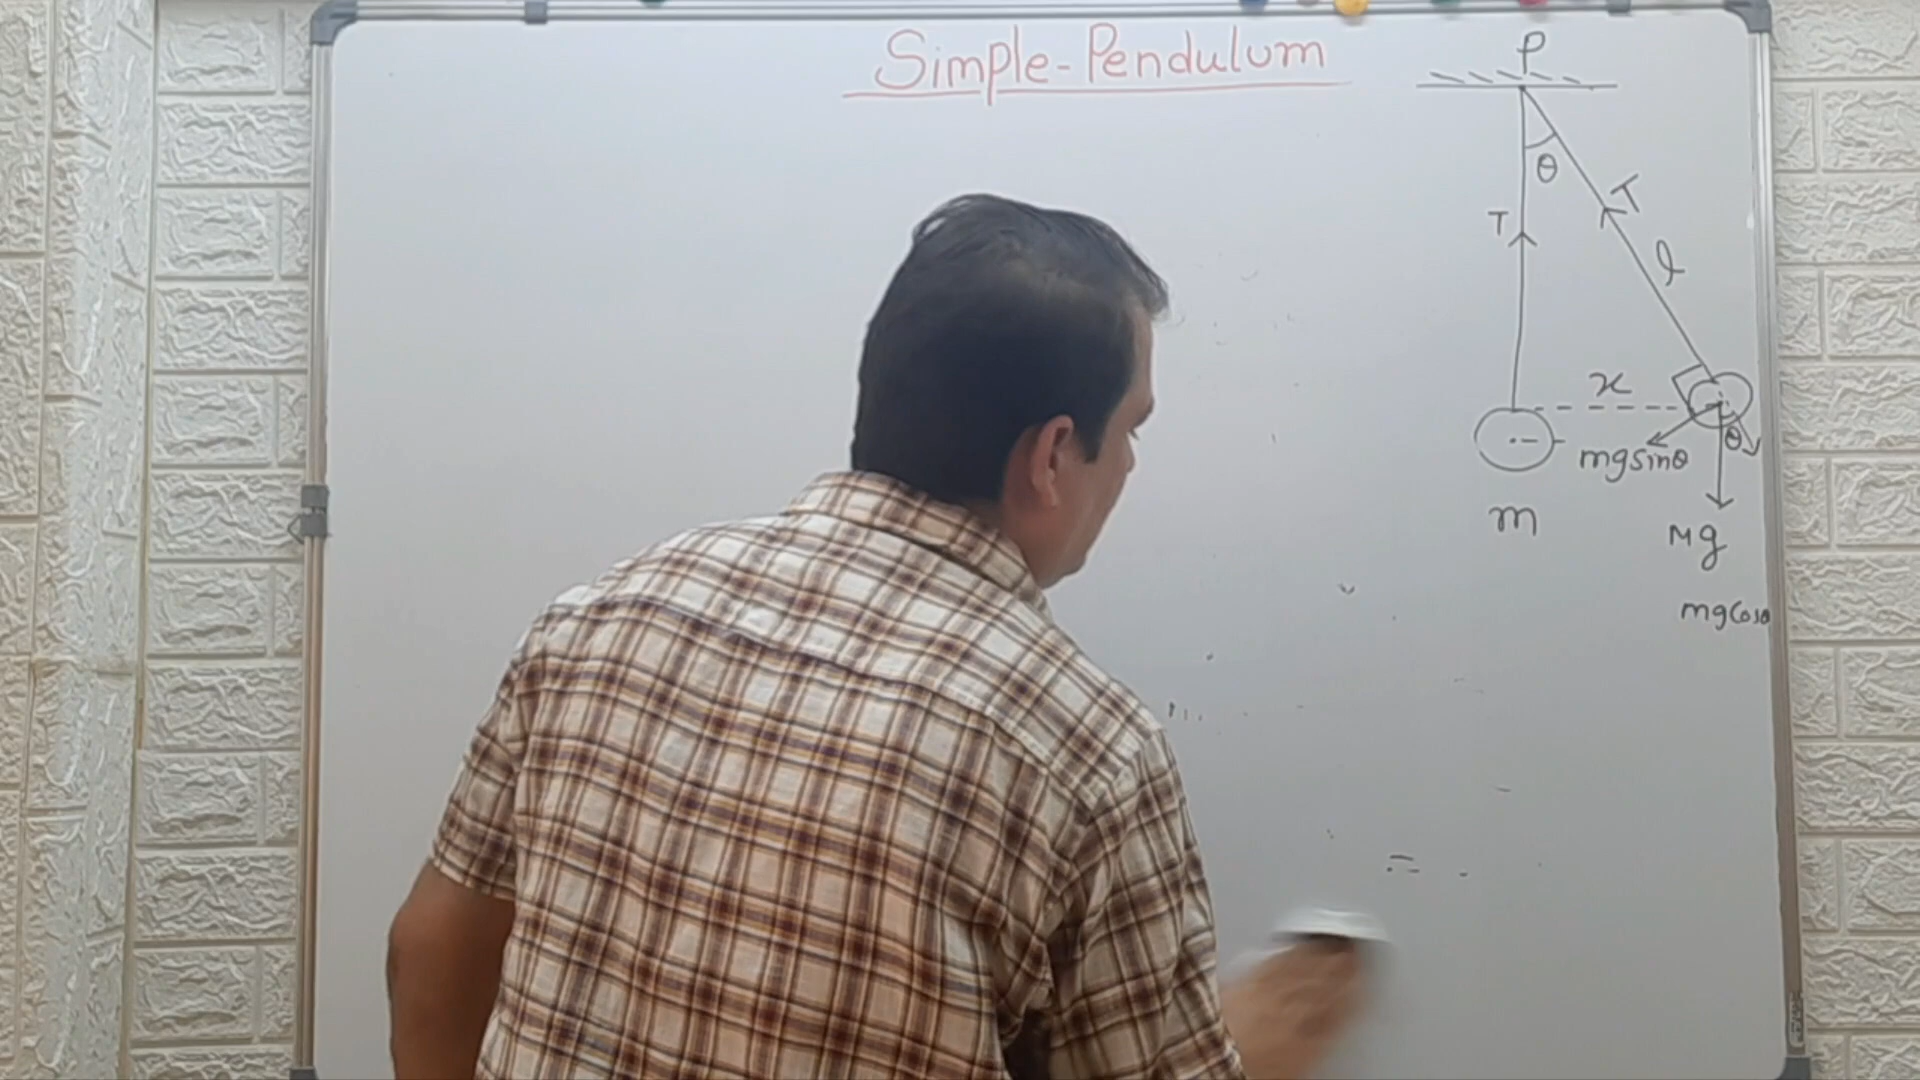 Simple-Pendulum
P
θ
T
T
l
x
mgsinθ
θ
m
Mg
mgCosθ